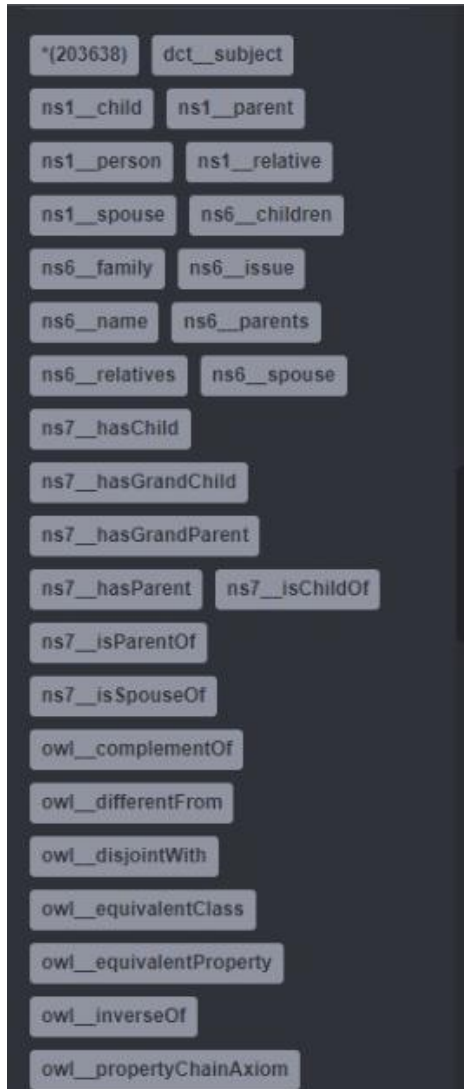 *(203638) dct__subject
ns1__child ns1__parent
ns1__person ns1__relative
ns1__spouse ns6__children
ns6__family ns6__issue
ns6__name ns6__parents
ns6__relatives ns6__spouse
ns7__hasChild
ns7__hasGrandChild
ns7__hasGrandParent
ns7__hasParent ns7__isChildOf
ns7__isParentOf
ns7__isSpouseOf
owl__complementOf
owl__differentFrom
owl__disjointWith
owl__equivalentClass
owl__equivalentProperty
owl__inverseOf
owl__propertyChainAxiom